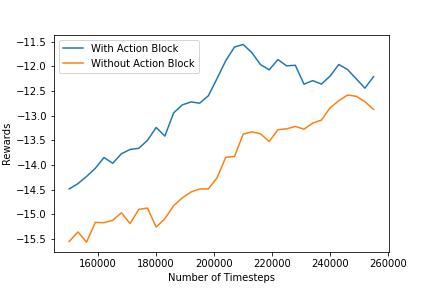 −11.5
−12.0
−12.5
−13.0
−13.5
−14.0
−14.5
−15.0
−15.5
Rewards
With Action Block
Without Action Block
160000 180000 200000 220000 240000 260000
Number of Timesteps